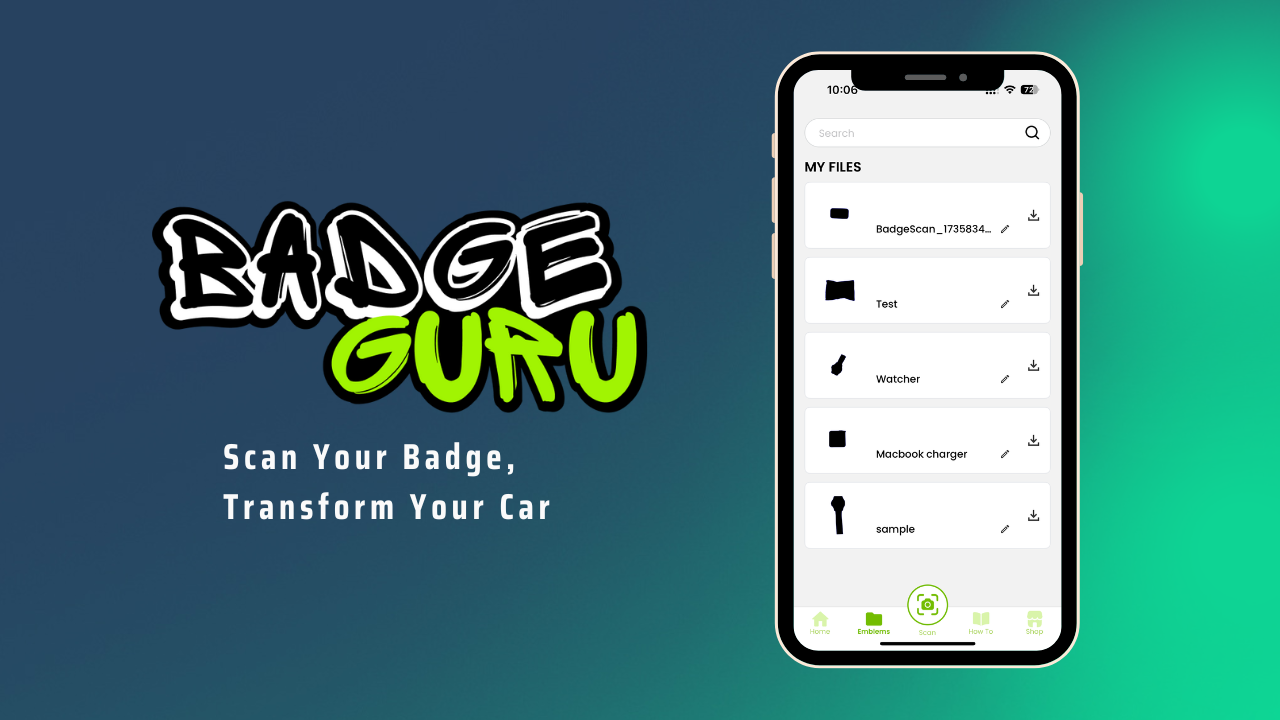 BADGE
GURU
Scan Your Badge,
Transform Your Car
10:06
72
Search
MY FILES
BadgeScan_1735834...
Test
Watcher
Macbook charger
sample
Home
Emblems
Scan
How To
Shop